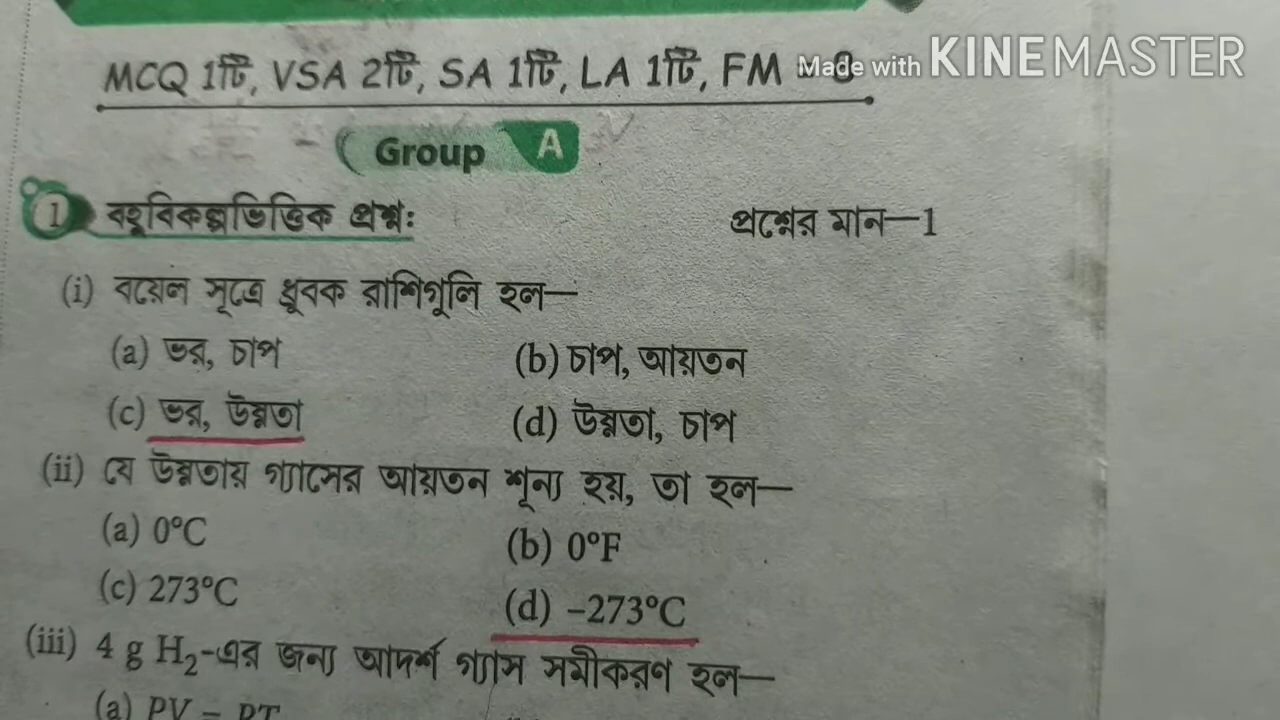 MCQ 1টি, VSA 2টি, SA 1টি, LA 1টি, FM
Made with KINEMASTER
Group A
1 বহুবিকল্পভিত্তিক প্রশ্ন: প্রশ্নের মান—1
(i) বয়েল সূত্রে ধ্রুবক রাশিগুলি হল—
(a) ভর, চাপ (b) চাপ, আয়তন
(c) ভর, উষ্ণতা (d) উষ্ণতা, চাপ
(ii) যে উষ্ণতায় গ্যাসের আয়তন শূন্য হয়, তা হল—
(a) 0°C (b) 0°F
(c) 273°C (d) –273°C
(iii) 4 g H₂-এর জন্য আদর্শ গ্যাস সমীকরণ হল—
(a) PV = RT